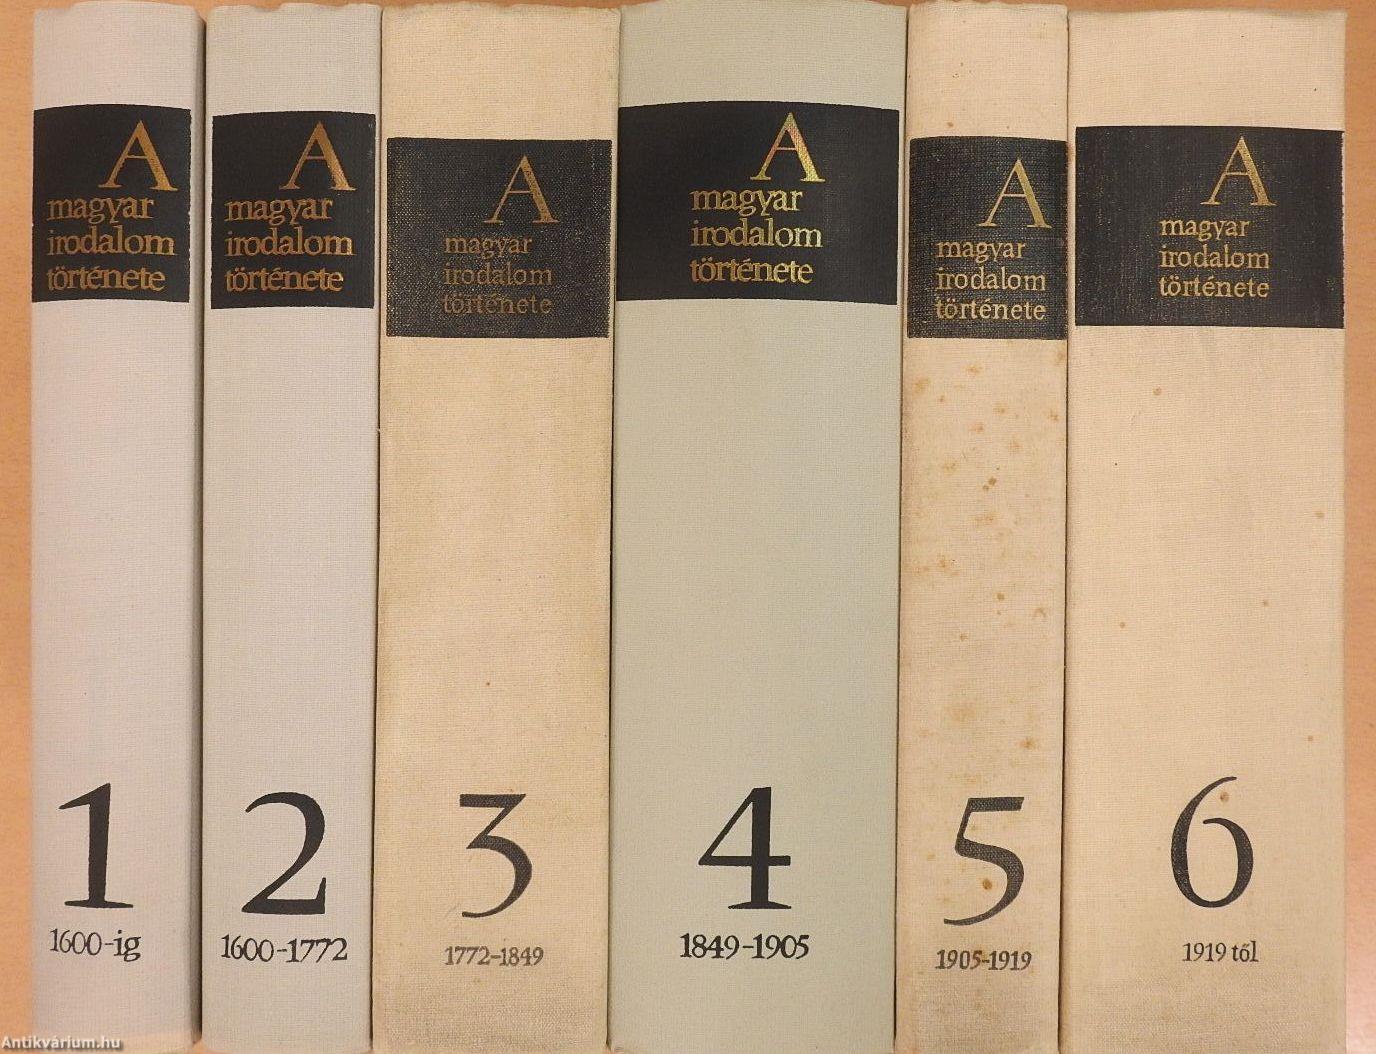 A
magyar
irodalom
története
1
1600-ig
A
magyar
irodalom
története
2
1600-1772
A
magyar
irodalom
története
3
1772-1849
A
magyar
irodalom
története
4
1849-1905
A
magyar
irodalom
története
5
1905-1919
A
magyar
irodalom
története
6
1919 től
Antikvárium.hu